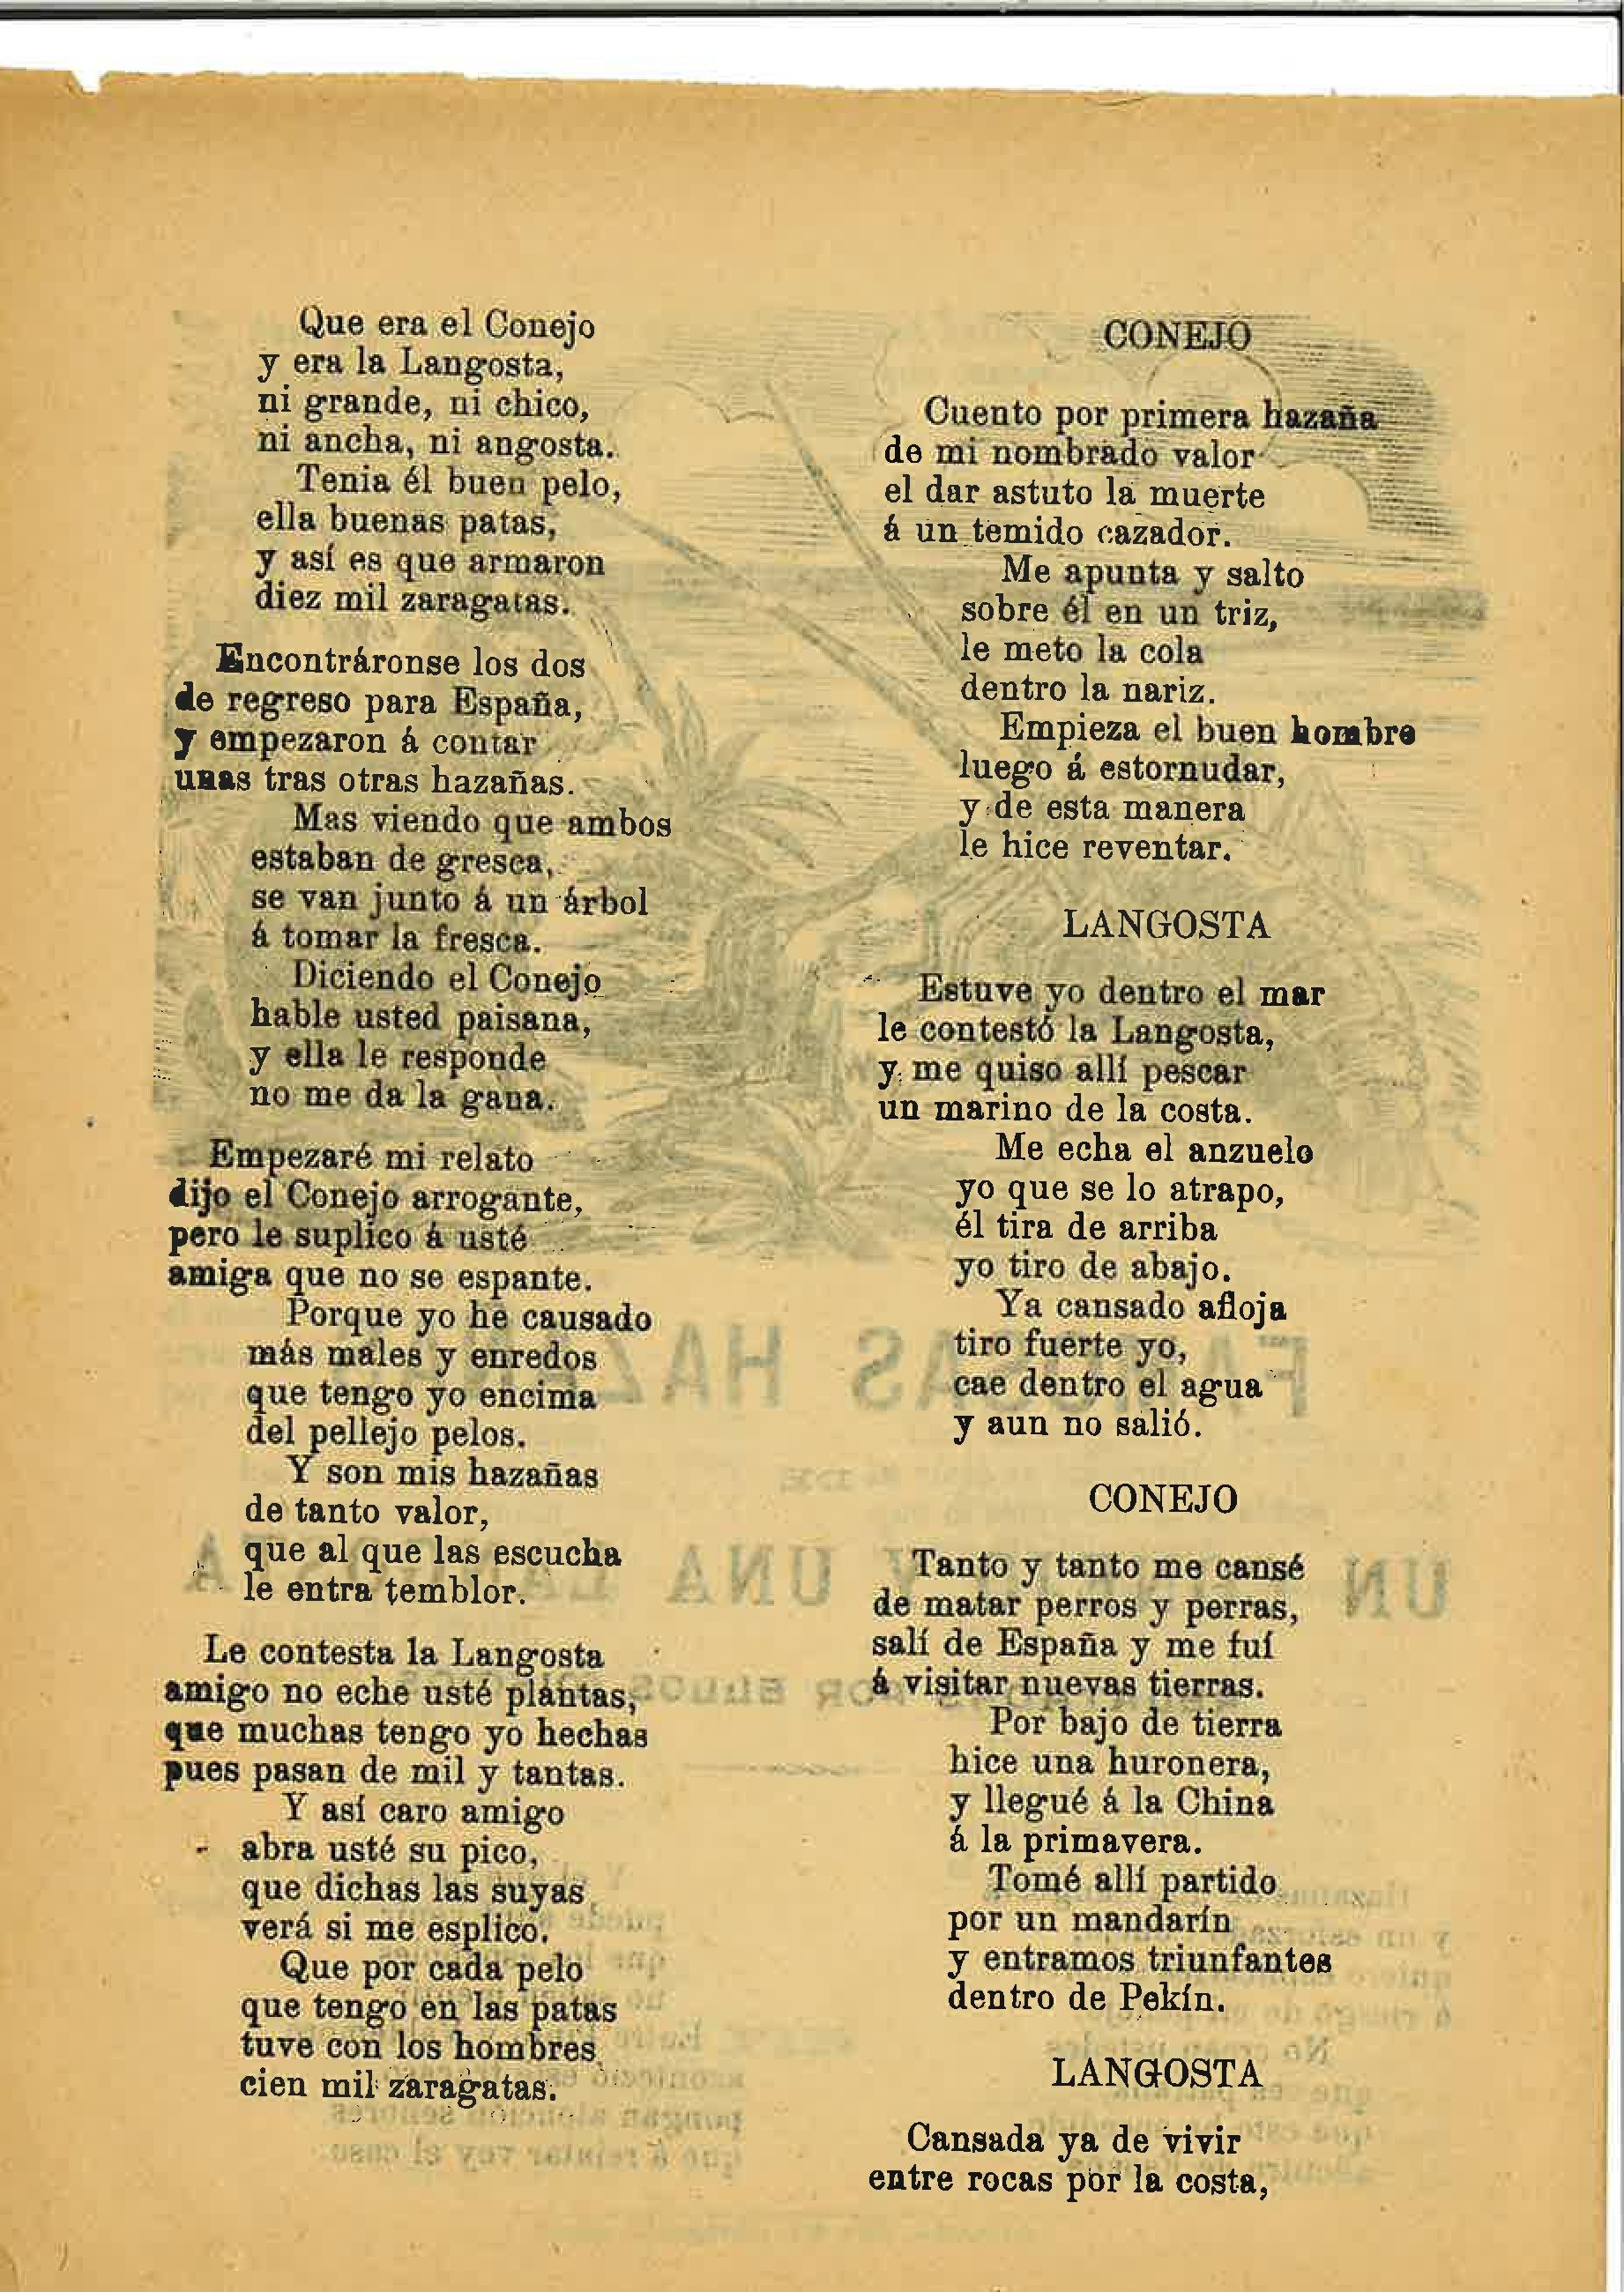 Que era el Conejo
y era la Langosta,
ni grande, ni chico,
ni ancha, ni angosta.
Tenia él buen pelo,
ella buenas patas,
y así es que armaron
diez mil zaragatas.
Encontráronse los dos
de regreso para España,
y empezaron á contar
unas tras otras hazañas.
Mas viendo que ambos
estaban de gresca,
se van junto á un árbol
á tomar la fresca.
Diciendo el Conejo
hable usted paisana,
y ella le responde
no me da la gana.
Empezaré mi relato
dijo el Conejo arrogante,
pero le suplico á usté
amiga que no se espante.
Porque yo he causado
más males y enredos
que tengo yo encima
del pellejo pelos.
Y son mis hazañas
de tanto valor,
que al que las escucha
le entra temblor.
Le contesta la Langosta
amigo no eche usté plantas,
que muchas tengo yo hechas
pues pasan de mil y tantas.
Y así caro amigo
abra usté su pico,
que dichas las suyas
verá si me esplico.
Que por cada pelo
que tengo en las patas
tuve con los hombres
cien mil zaragatas.
CONEJO
Cuento por primera hazaña
de mi nombrado valor
el dar astuto la muerte
á un temido cazador.
Me apunta y salto
sobre él en un triz,
le meto la cola
dentro la nariz.
Empieza el buen hombre
luego á estornudar,
y de esta manera
le hice reventar.
LANGOSTA
Estuve yo dentro el mar
le contestó la Langosta,
y me quiso allí pescar
un marino de la costa.
Me echa el anzuelo
yo que se lo atrapo,
él tira de arriba
yo tiro de abajo.
Ya cansado afloja
tiro fuerte yo,
cae dentro el agua
y aun no salió.
CONEJO
Tanto y tanto me cansé
de matar perros y perras,
salí de España y me fuí
á visitar nuevas tierras.
Por bajo de tierra
hice una huronera,
y llegué á la China
á la primavera.
Tomé allí partido
por un mandarín
y entramos triunfantes
dentro de Pekín.
LANGOSTA
Cansada ya de vivir
entre rocas por la costa,